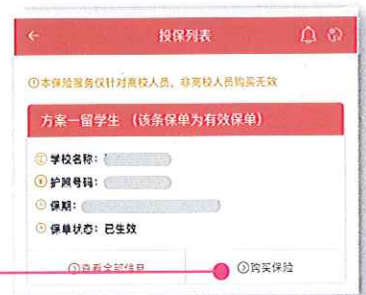 投保列表
本保险服务仅针对高校人员，非高校人员购买无效
方案一留学生 （该条保单为有效保单）
学校名称：
护照号码：
保期：
保单状态：已生效
查看全部信息
购买保险